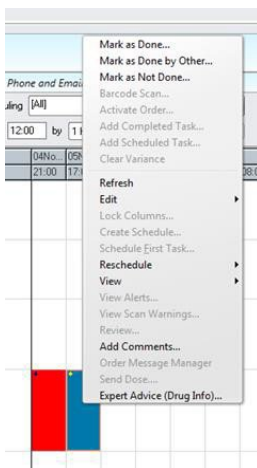 Mark as Done...
Mark as Done by Other...
Phone and Emai
Mark as Not Done...
Barcode Scan...
uling [All]
Activate Order...
Add Completed Task...
12:00 by 1
Add Scheduled Task...
04No... 05N
Clear Variance
21:00 17:
Refresh
Edit
Lock Columns...
Create Schedule...
Schedule First Task...
Reschedule
View
View Alerts...
View Scan Warnings...
Review...
Add Comments...
Order Message Manager
Send Dose...
Expert Advice (Drug Info)...